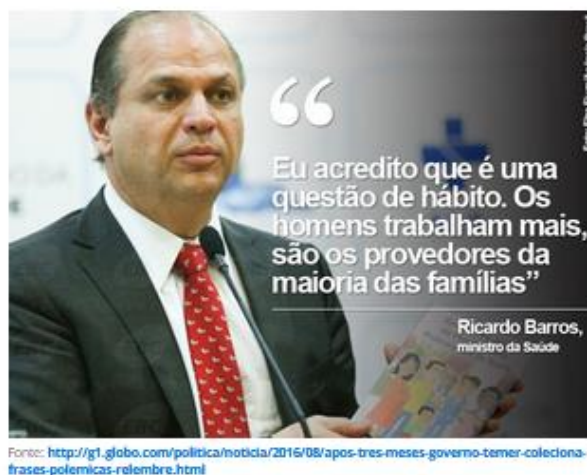 “
Eu acredito que é uma
questão de hábito. Os
homens trabalham mais,
são os provedores da
maioria das famílias”
Ricardo Barros,
ministro da Saúde
Fonte: http://g1.globo.com/politica/noticia/2016/08/apos-tres-meses-governo-temer-coleciona-
frases-polemicas-relembre.html